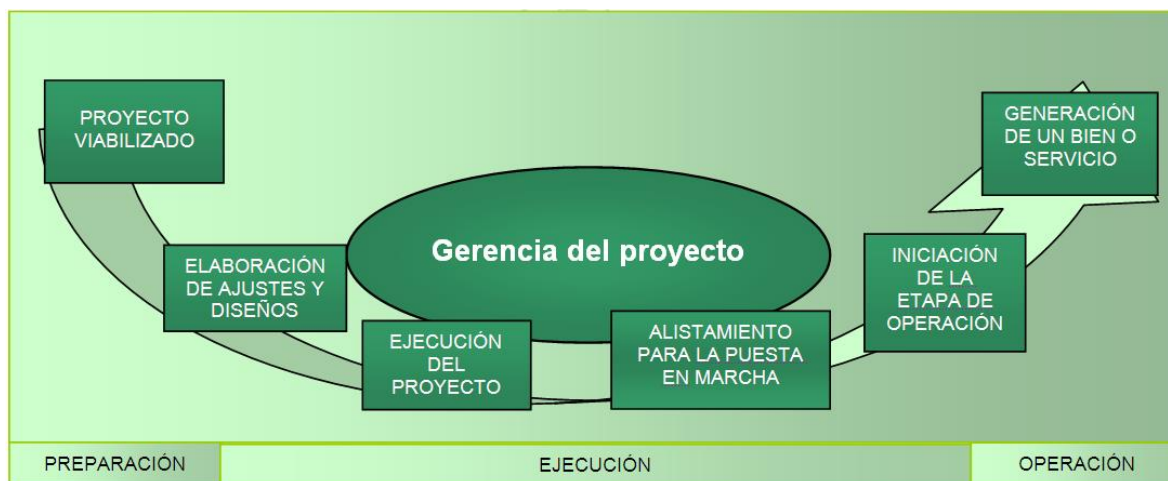 PROYECTO
VIABILIZADO
ELABORACIÓN
DE AJUSTES Y
DISEÑOS
EJECUCIÓN
DEL
PROYECTO
Gerencia del proyecto
ALISTAMIENTO
PARA LA PUESTA
EN MARCHA
INICIACIÓN
DE LA
ETAPA DE
OPERACIÓN
GENERACIÓN
DE UN BIEN O
SERVICIO
PREPARACIÓN
EJECUCIÓN
OPERACIÓN